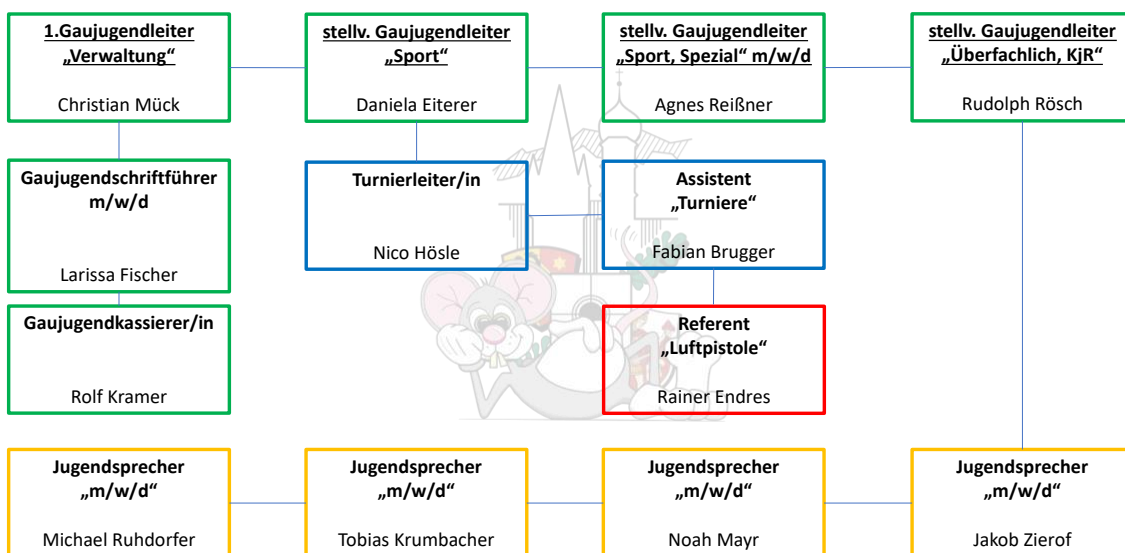 1.Gaujugendleiter
„Verwaltung“
Christian Mück
stellv. Gaujugendleiter
„Sport“
Daniela Eiterer
stellv. Gaujugendleiter
„Sport, Spezial“ m/w/d
Agnes Reißner
stellv. Gaujugendleiter
„Überfachlich, KjR“
Rudolph Rösch
Gaujugendschriftführer
m/w/d
Larissa Fischer
Turnierleiter/in
Nico Hösle
Assistent
„Turniere“
Fabian Brugger
Gaujugendkassierer/in
Rolf Kramer
Referent
„Luftpistole“
Rainer Endres
Jugendsprecher
„m/w/d“
Michael Ruhdorfer
Jugendsprecher
„m/w/d“
Tobias Krumbacher
Jugendsprecher
„m/w/d“
Noah Mayr
Jugendsprecher
„m/w/d“
Jakob Zierof